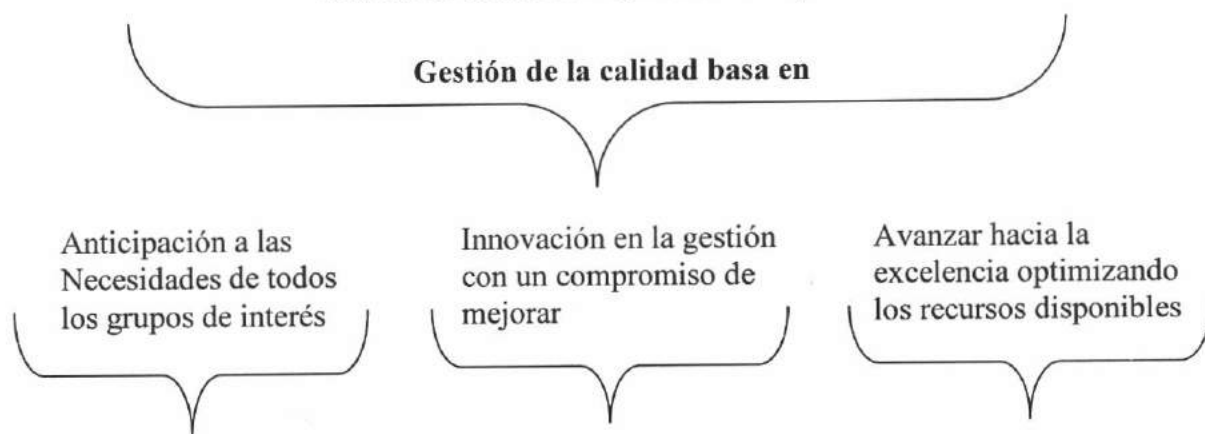 Gestión de la calidad basa en
Anticipación a las
Necesidades de todos
los grupos de interés
Innovación en la gestión
con un compromiso de
mejorar
Avanzar hacia la
excelencia optimizando
los recursos disponibles